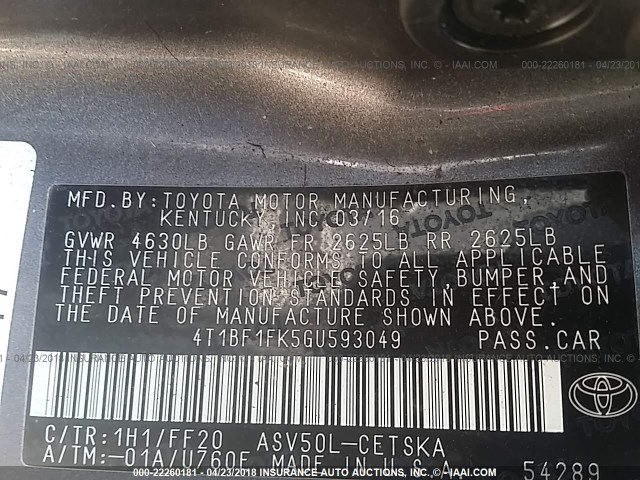 000-22260181 - 04/23/2018 - INSURANCE AUTO AUCTIONS, INC. - © IAAI.COM
MFD. BY: TOYOTA MOTOR MANUFACTURING,
KENTUCKY, INC. 03/16
GVWR 4630LB GAWR FR 2625LB RR 2625LB
THIS VEHICLE CONFORMS TO ALL APPLICABLE
FEDERAL MOTOR VEHICLE SAFETY, BUMPER, AND
THEFT PREVENTION STANDARDS IN EFFECT ON
THE DATE OF MANUFACTURE SHOWN ABOVE.
4T1BF1FK5GU593049 PASS.CAR
C/TR:1H1/FF20 ASV50L-CETSKA
A/TM:-01A/U760E MADE IN U.S.A. 54289
TOYOTA